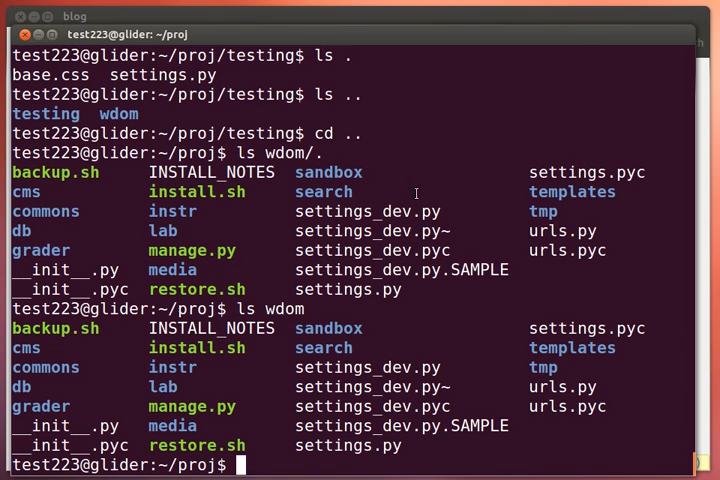 blog
test223@glider: ~/proj
test223@glider:~/proj/testing$ ls .
base.css  settings.py
test223@glider:~/proj/testing$ ls ..
testing  wdom
test223@glider:~/proj/testing$ cd ..
test223@glider:~/proj$ ls wdom/.
backup.sh    INSTALL_NOTES  sandbox                 settings.pyc
cms          install.sh     search                  templates
commons      instr          settings_dev.py         tmp
db           lab            settings_dev.py~        urls.py
grader       manage.py      settings_dev.pyc        urls.pyc
__init__.py  media          settings_dev.py.SAMPLE
__init__.pyc restore.sh     settings.py
test223@glider:~/proj$ ls wdom
backup.sh    INSTALL_NOTES  sandbox                 settings.pyc
cms          install.sh     search                  templates
commons      instr          settings_dev.py         tmp
db           lab            settings_dev.py~        urls.py
grader       manage.py      settings_dev.pyc        urls.pyc
__init__.py  media          settings_dev.py.SAMPLE
__init__.pyc restore.sh     settings.py
test223@glider:~/proj$